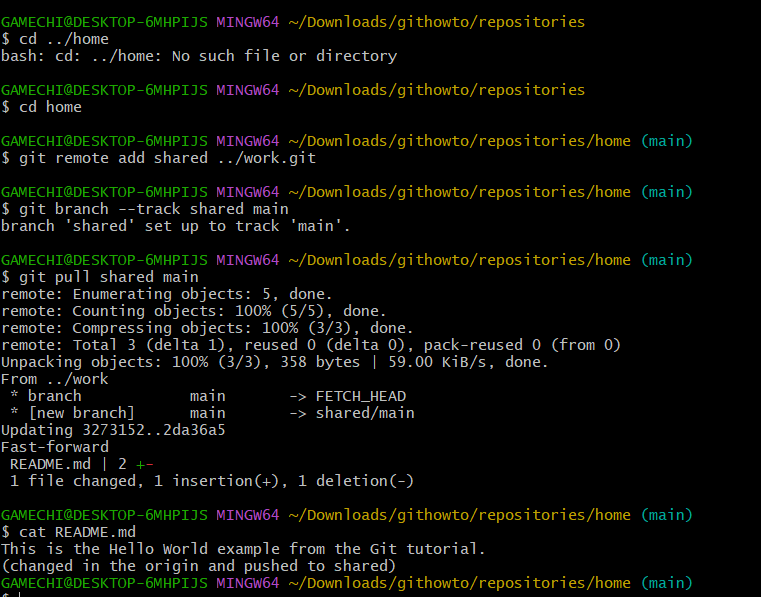 GAMECHI@DESKTOP-6MHPIJS MINGW64 ~/Downloads/githowto/repositories
$ cd ../home
bash: cd: ../home: No such file or directory
GAMECHI@DESKTOP-6MHPIJS MINGW64 ~/Downloads/githowto/repositories
$ cd home
GAMECHI@DESKTOP-6MHPIJS MINGW64 ~/Downloads/githowto/repositories/home (main)
$ git remote add shared ../work.git
GAMECHI@DESKTOP-6MHPIJS MINGW64 ~/Downloads/githowto/repositories/home (main)
$ git branch --track shared main
branch 'shared' set up to track 'main'.
GAMECHI@DESKTOP-6MHPIJS MINGW64 ~/Downloads/githowto/repositories/home (main)
$ git pull shared main
remote: Enumerating objects: 5, done.
remote: Counting objects: 100% (5/5), done.
remote: Compressing objects: 100% (3/3), done.
remote: Total 3 (delta 1), reused 0 (delta 0), pack-reused 0 (from 0)
Unpacking objects: 100% (3/3), 358 bytes | 59.00 KiB/s, done.
From ../work
 * branch            main       -> FETCH_HEAD
 * [new branch]      main       -> shared/main
Updating 3273152..2da36a5
Fast-forward
 README.md | 2 +-
 1 file changed, 1 insertion(+), 1 deletion(-)
GAMECHI@DESKTOP-6MHPIJS MINGW64 ~/Downloads/githowto/repositories/home (main)
$ cat README.md
This is the Hello World example from the Git tutorial.
(changed in the origin and pushed to shared)
GAMECHI@DESKTOP-6MHPIJS MINGW64 ~/Downloads/githowto/repositories/home (main)
$